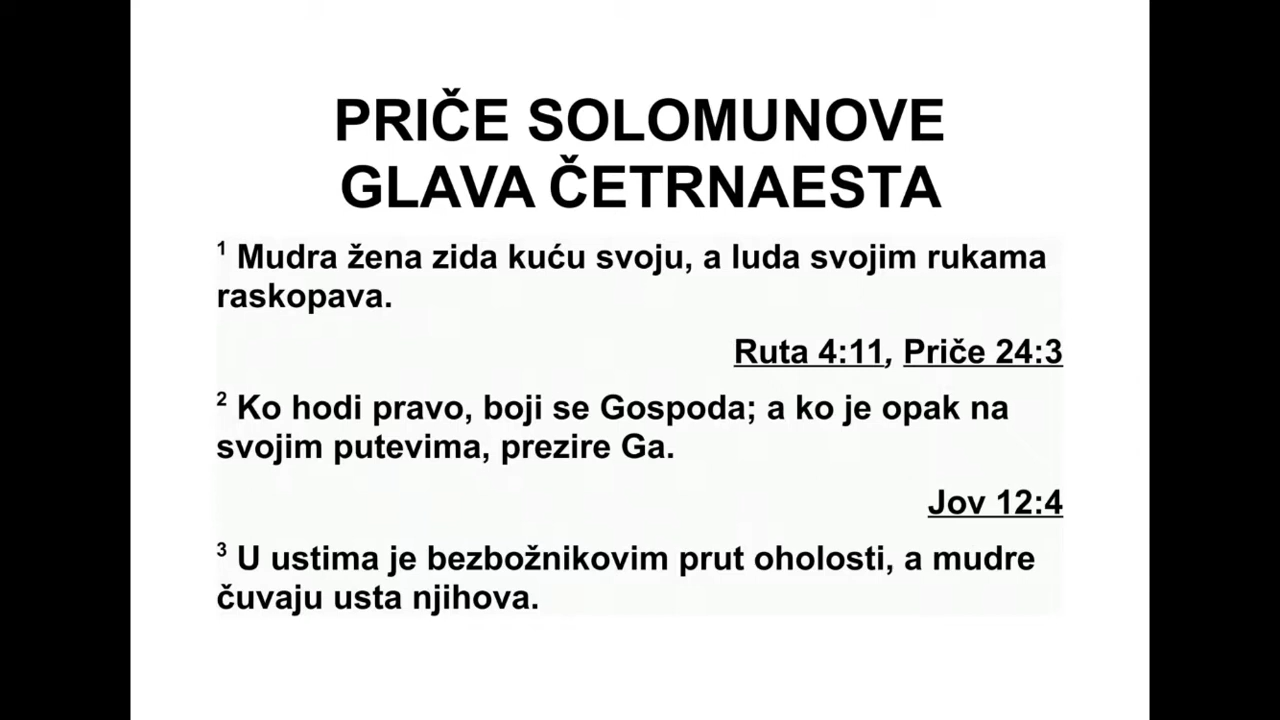 PRIČE SOLOMUNOVE
GLAVA ČETRNAESTA
1 Mudra žena zida kuću svoju, a luda svojim rukama
raskopava.
Ruta 4:11, Priče 24:3
2 Ko hodi pravo, boji se Gospoda; a ko je opak na
svojim putevima, prezire Ga.
Jov 12:4
3 U ustima je bezbožnikovim prut oholosti, a mudre
čuvaju usta njihova.